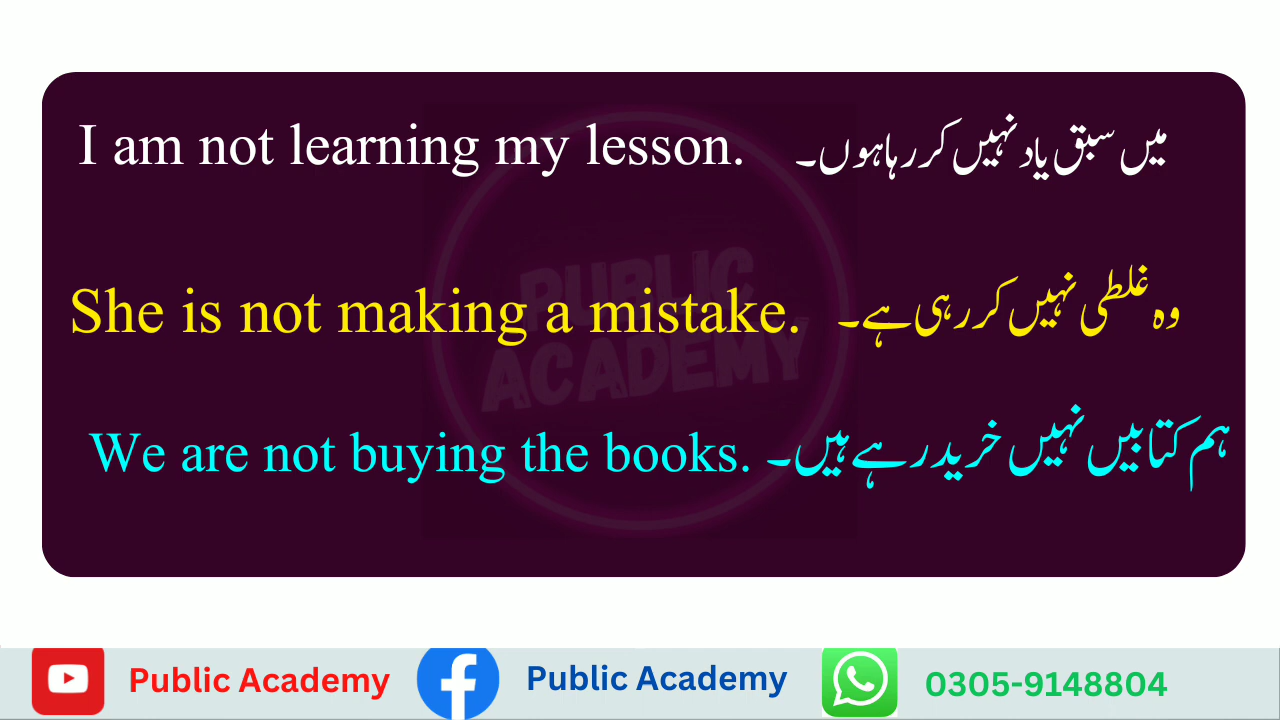 I am not learning my lesson. میں سبق یاد نہیں کر رہا ہوں۔
PUBLIC
ACADEMY
She is not making a mistake. وہ غلطی نہیں کر رہی ہے۔
We are not buying the books. ہم کتابیں نہیں خرید رہے ہیں۔
Public Academy Public Academy 0305-9148804